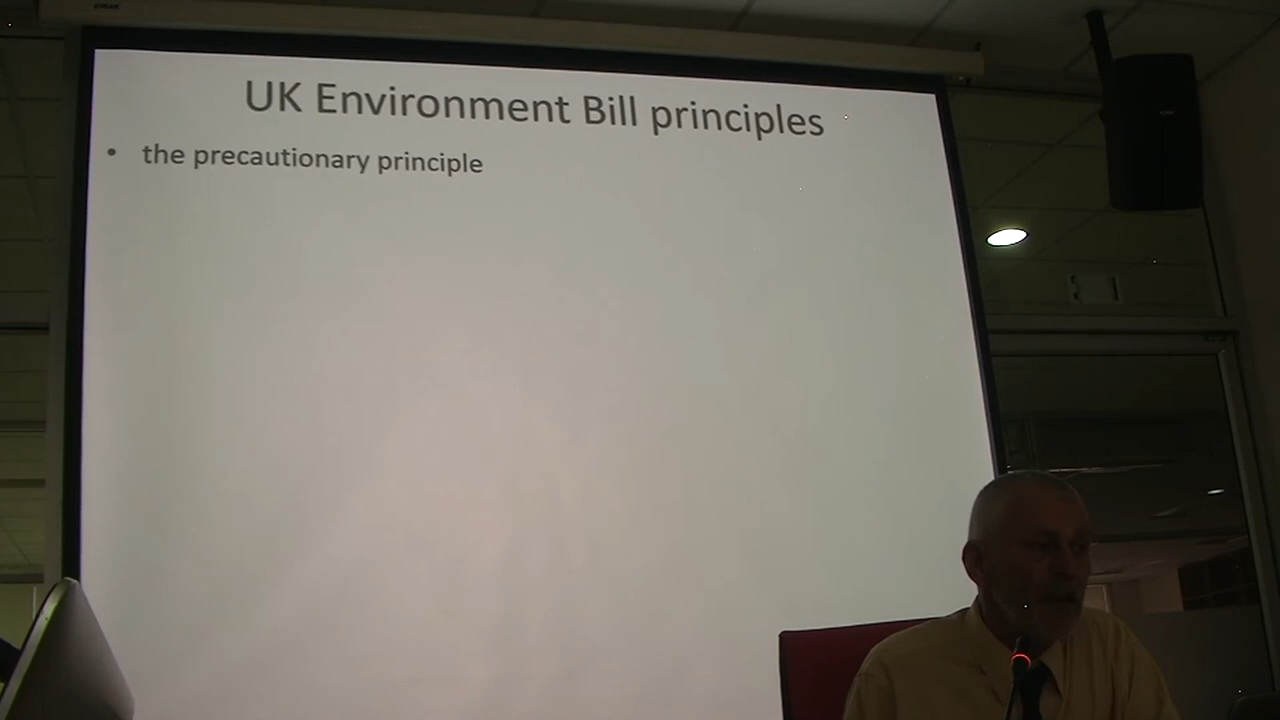 UK Environment Bill principles
• the precautionary principle